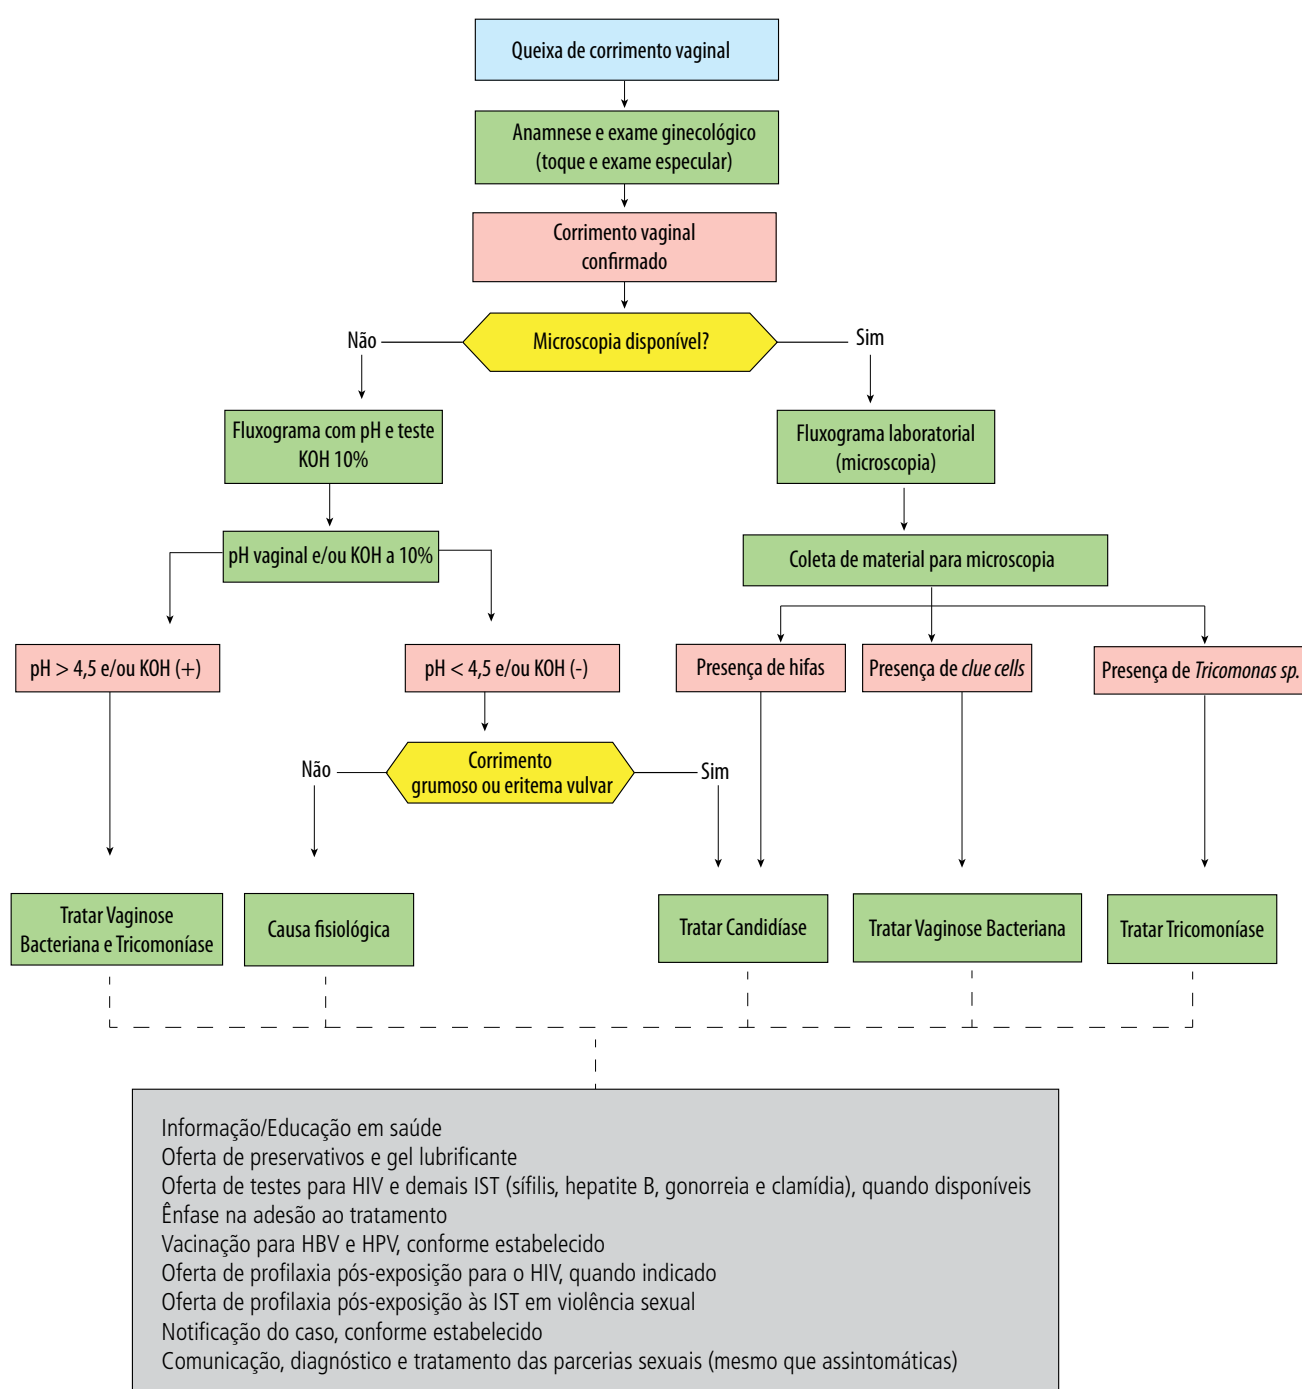 Queixa de corrimento vaginal
Anamnese e exame ginecológico
(toque e exame especular)
Corrimento vaginal
confirmado
Não
Microscopia disponível?
Sim
Fluxograma com pH e teste
KOH 10%
Fluxograma laboratorial
(microscopia)
pH vaginal e/ou KOH a 10%
Coleta de material para microscopia
pH > 4,5 e/ou KOH (+)
pH < 4,5 e/ou KOH (-)
Presença de hifas
Presença de clue cells
Presença de Tricomonas sp.
Não
Corrimento
grumoso ou eritema vulvar
Sim
Tratar Vaginose
Bacteriana e Tricomoníase
Causa fisiológica
Tratar Candidíase
Tratar Vaginose Bacteriana
Tratar Tricomoníase
Informação/Educação em saúde
Oferta de preservativos e gel lubrificante
Oferta de testes para HIV e demais IST (sífilis, hepatite B, gonorreia e clamídia), quando disponíveis
Ênfase na adesão ao tratamento
Vacinação para HBV e HPV, conforme estabelecido
Oferta de profilaxia pós-exposição para o HIV, quando indicado
Oferta de profilaxia pós-exposição às IST em violência sexual
Notificação do caso, conforme estabelecido
Comunicação, diagnóstico e tratamento das parcerias sexuais (mesmo que assintomáticas)